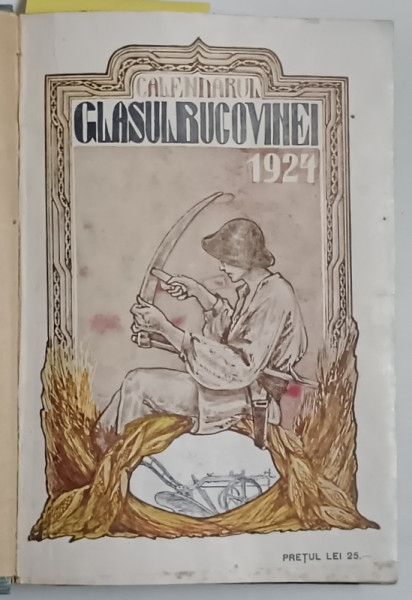 CALENDARUL
GLASUL BUCOVINEI
1924
PREȚUL LEI 25.—